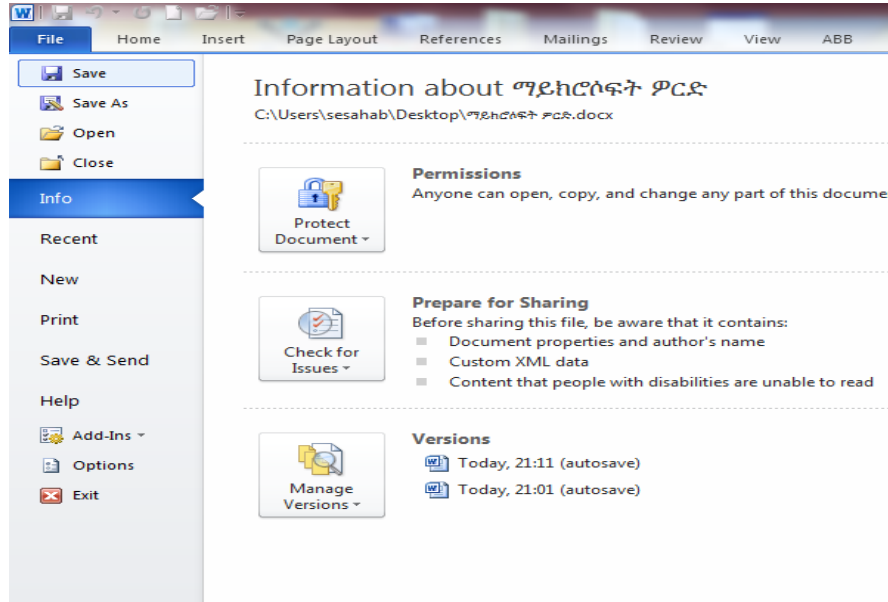 File Home Insert Page Layout References Mailings Review View ABB
Save
Save As
Open
Close
Info
Recent
New
Print
Save & Send
Help
Add-Ins
Options
Exit
Information about ማይክሮሶፍት ዎርድ
C:\Users\sesahab\Desktop\ማይክሮሶፍት ዎርድ.docx
Protect
Document
Permissions
Anyone can open, copy, and change any part of this docume
Check for
Issues
Prepare for Sharing
Before sharing this file, be aware that it contains:
Document properties and author's name
Custom XML data
Content that people with disabilities are unable to read
Manage
Versions
Versions
Today, 21:11 (autosave)
Today, 21:01 (autosave)